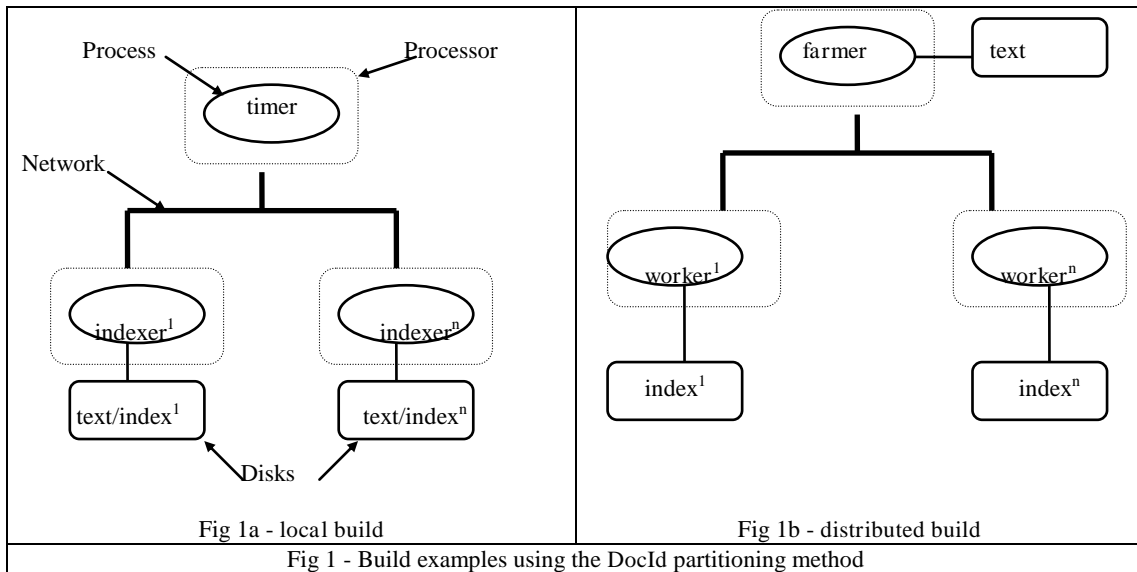 Process
Processor
timer
Network
indexer¹
indexerⁿ
text/index¹
text/indexⁿ
Disks
Fig 1a - local build
farmer
text
worker¹
workerⁿ
index¹
indexⁿ
Fig 1b - distributed build
Fig 1 - Build examples using the DocId partitioning method